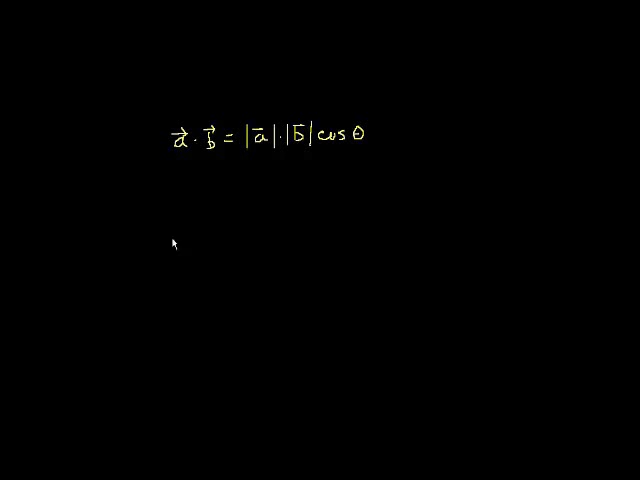 a⃗ · b⃗ = |a⃗| · |b⃗| cos θ